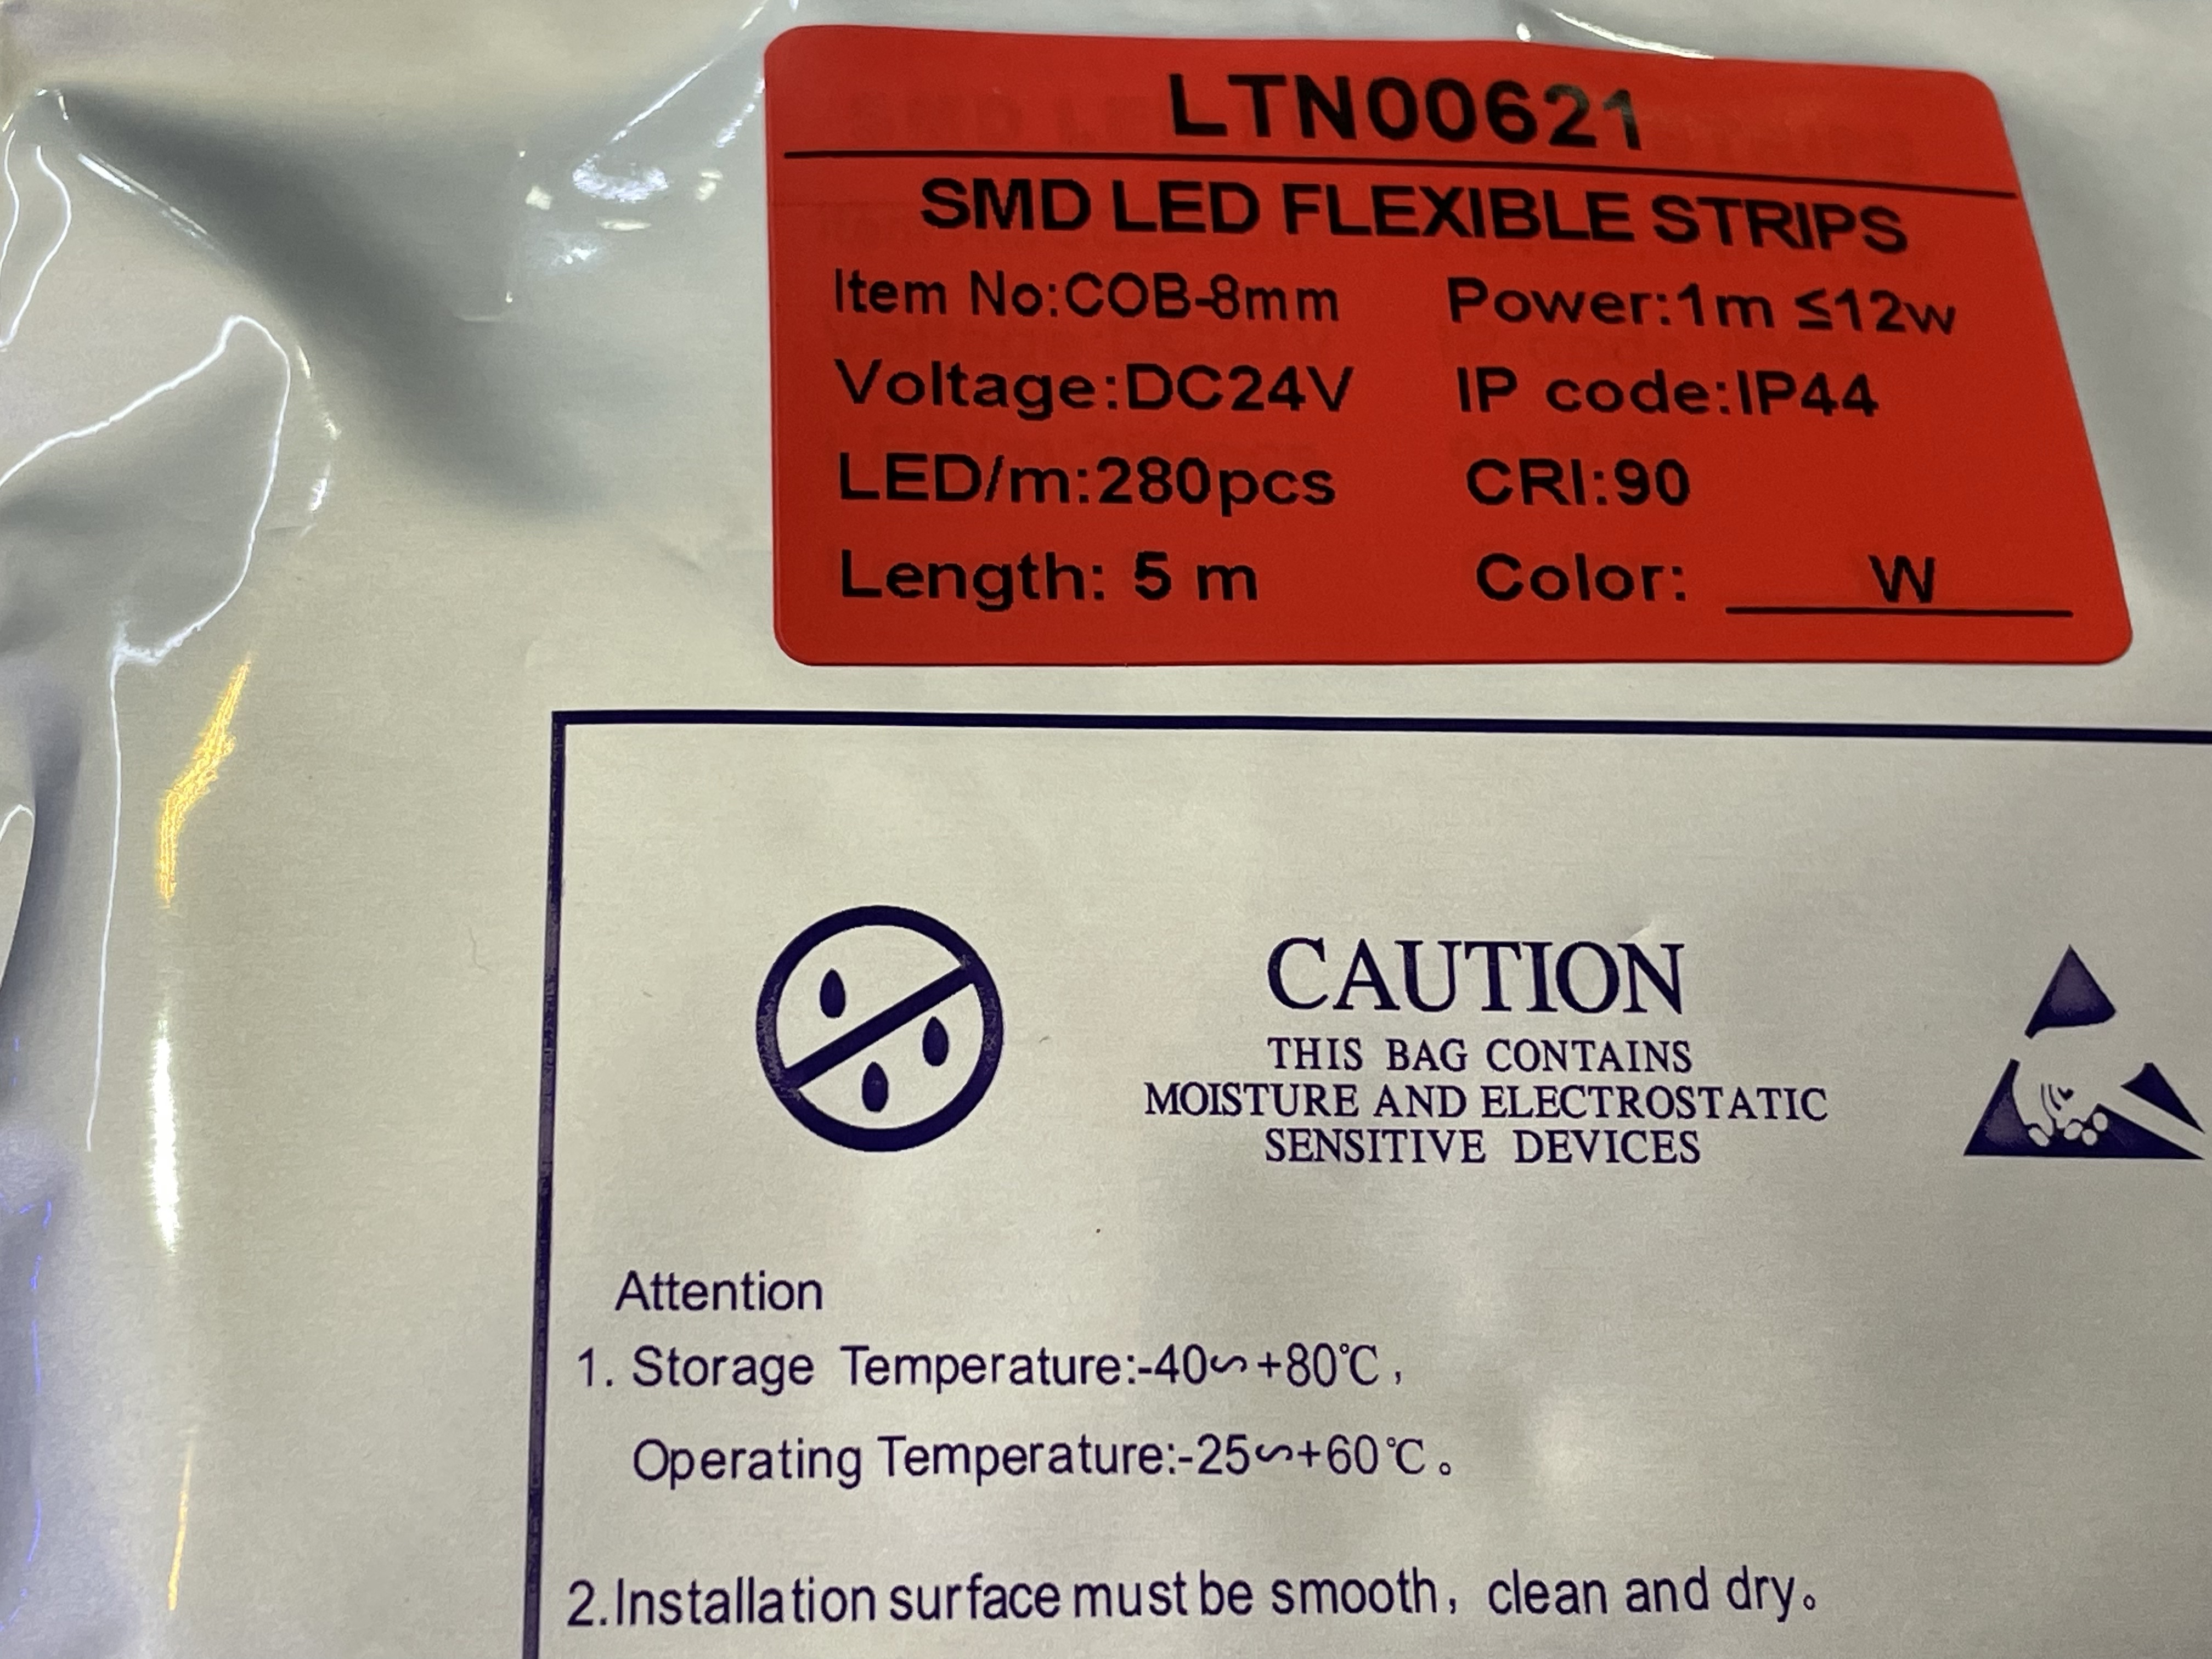 LTN00621
SMD LED FLEXIBLE STRIPS
Item No:COB-8mm Power:1m ≤12w
Voltage:DC24V IP code:IP44
LED/m:280pcs CRI:90
Length: 5 m Color: W
CAUTION
THIS BAG CONTAINS
MOISTURE AND ELECTROSTATIC
SENSITIVE DEVICES
Attention
1. Storage Temperature:-40∽+80℃,
Operating Temperature:-25∽+60℃。
2.Installation surface must be smooth, clean and dry。